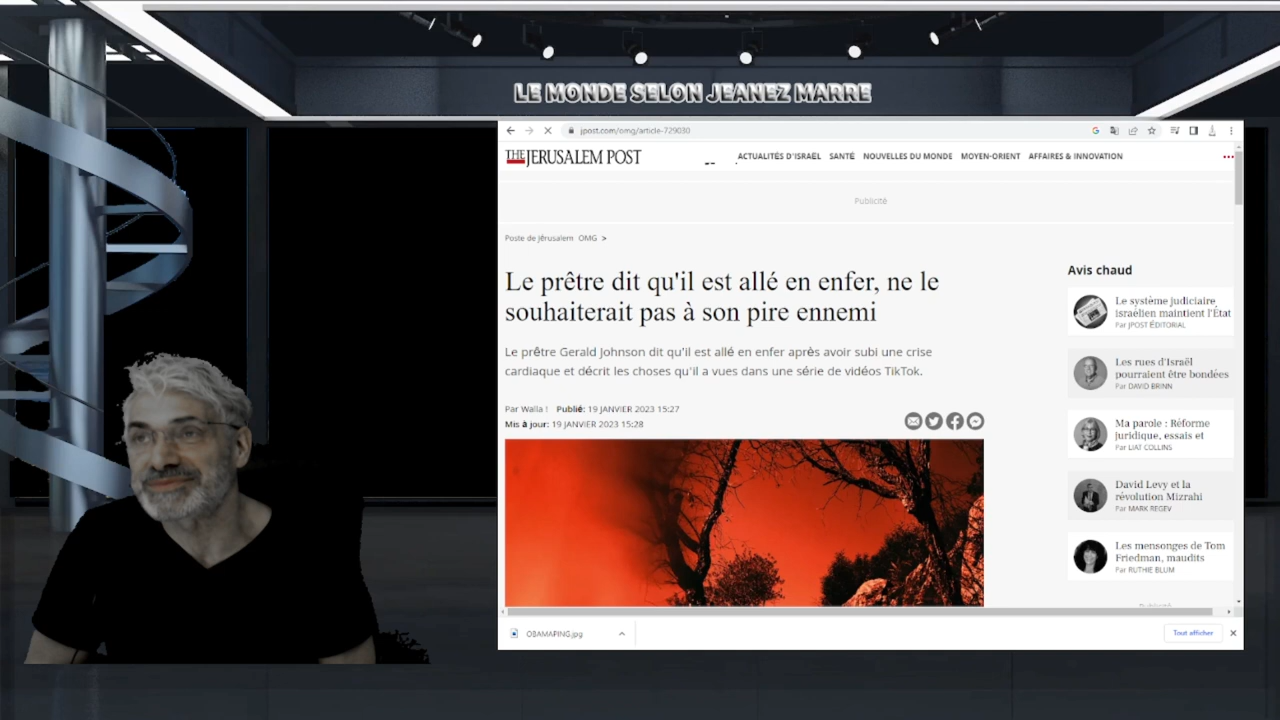 LE MONDE SELON JEANEZ MARRE
jpost.com/omg/article-729030
THE JERUSALEM POST
ACTUALITÉS D'ISRAËL SANTÉ NOUVELLES DU MONDE MOYEN-ORIENT AFFAIRES & INNOVATION
Publicité
Poste de Jérusalem OMG >
Le prêtre dit qu'il est allé en enfer, ne le
souhaiterait pas à son pire ennemi
Le prêtre Gerald Johnson dit qu'il est allé en enfer après avoir subi une crise
cardiaque et décrit les choses qu'il a vues dans une série de vidéos TikTok.
Par Walla ! Publié: 19 JANVIER 2023 15:27
Mis à jour: 19 JANVIER 2023 15:28
Avis chaud
Le système judiciaire
israélien maintient l'État
Par JPOST ÉDITORIAL
Les rues d'Israël
pourraient être bondées
Par DAVID BRINN
Ma parole : Réforme
juridique, essais et
Par LIAT COLLINS
David Levy et la
révolution Mizrahi
Par MARK REGEV
Les mensonges de Tom
Friedman, maudits
Par RUTHIE BLUM
Publicité
OBAMAPING.jpg
Tout afficher